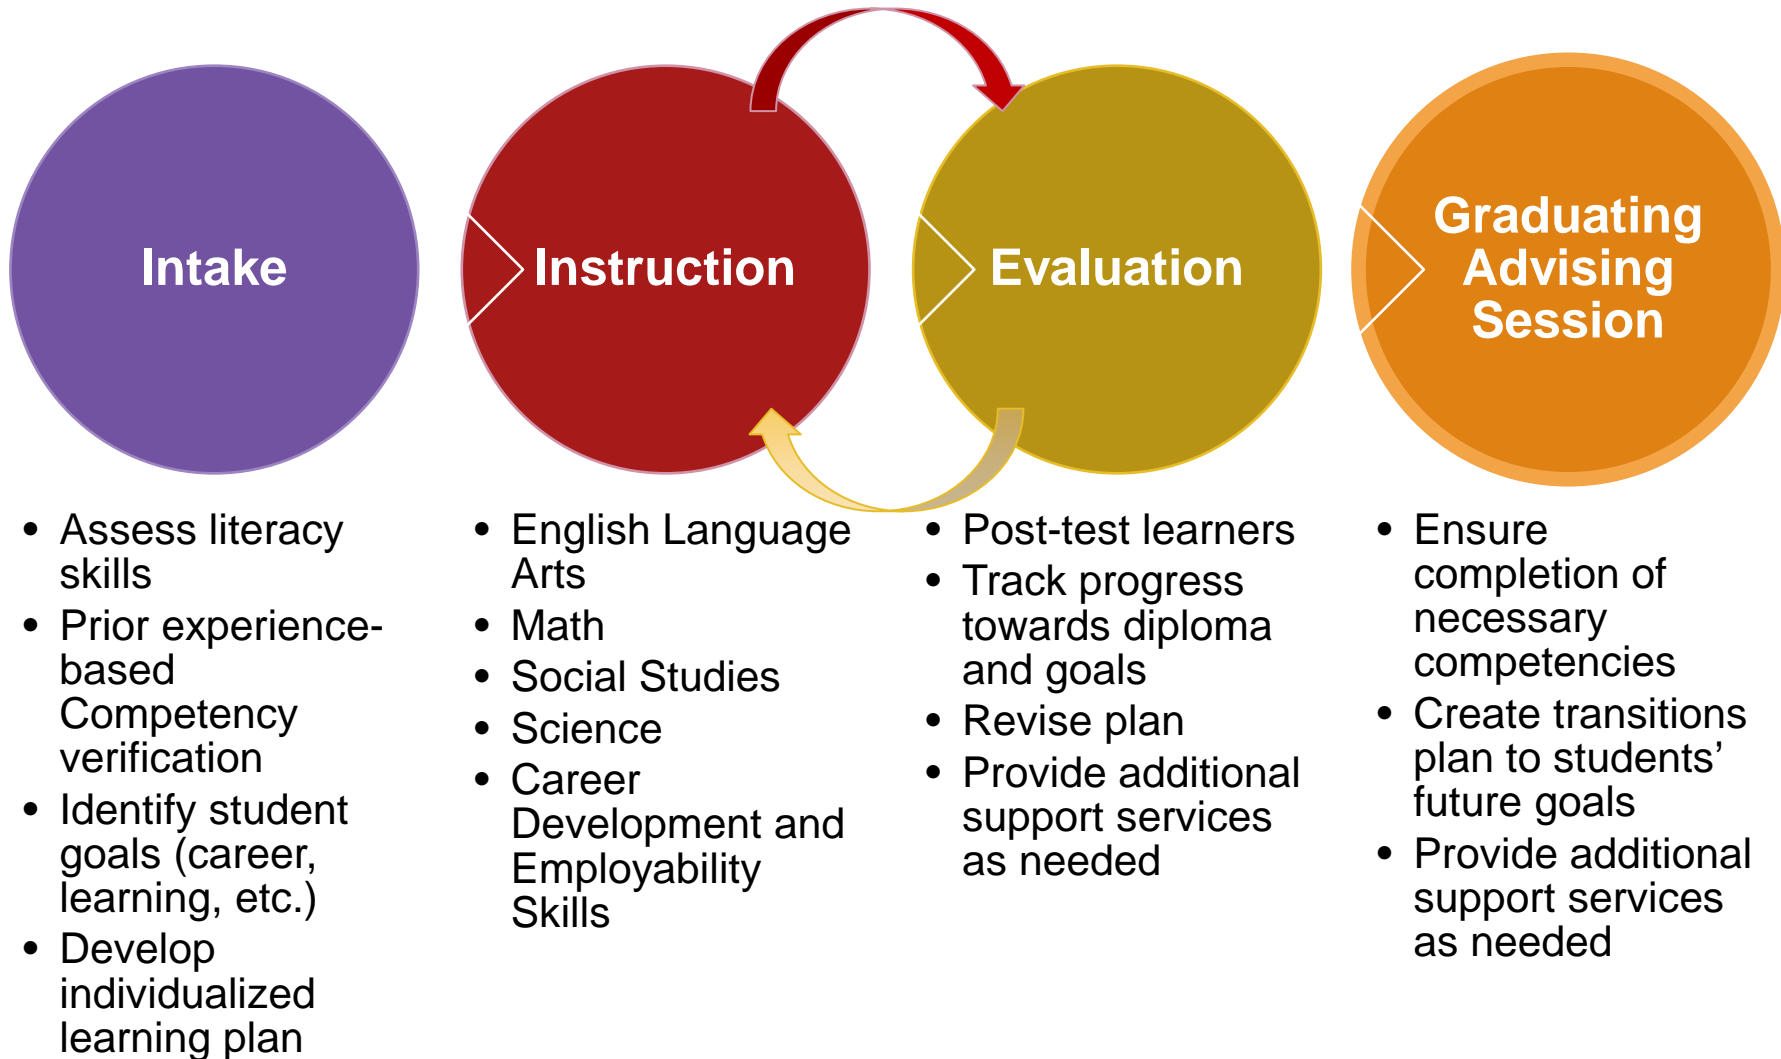 Intake
• Assess literacy
skills
• Prior experience-
based
Competency
verification
• Identify student
goals (career,
learning, etc.)
• Develop
individualized
learning plan
Instruction
• English Language
Arts
• Math
• Social Studies
• Science
• Career
Development and
Employability
Skills
Evaluation
• Post-test learners
• Track progress
towards diploma
and goals
• Revise plan
• Provide additional
support services
as needed
Graduating
Advising
Session
• Ensure
completion of
necessary
competencies
• Create transitions
plan to students’
future goals
• Provide additional
support services
as needed